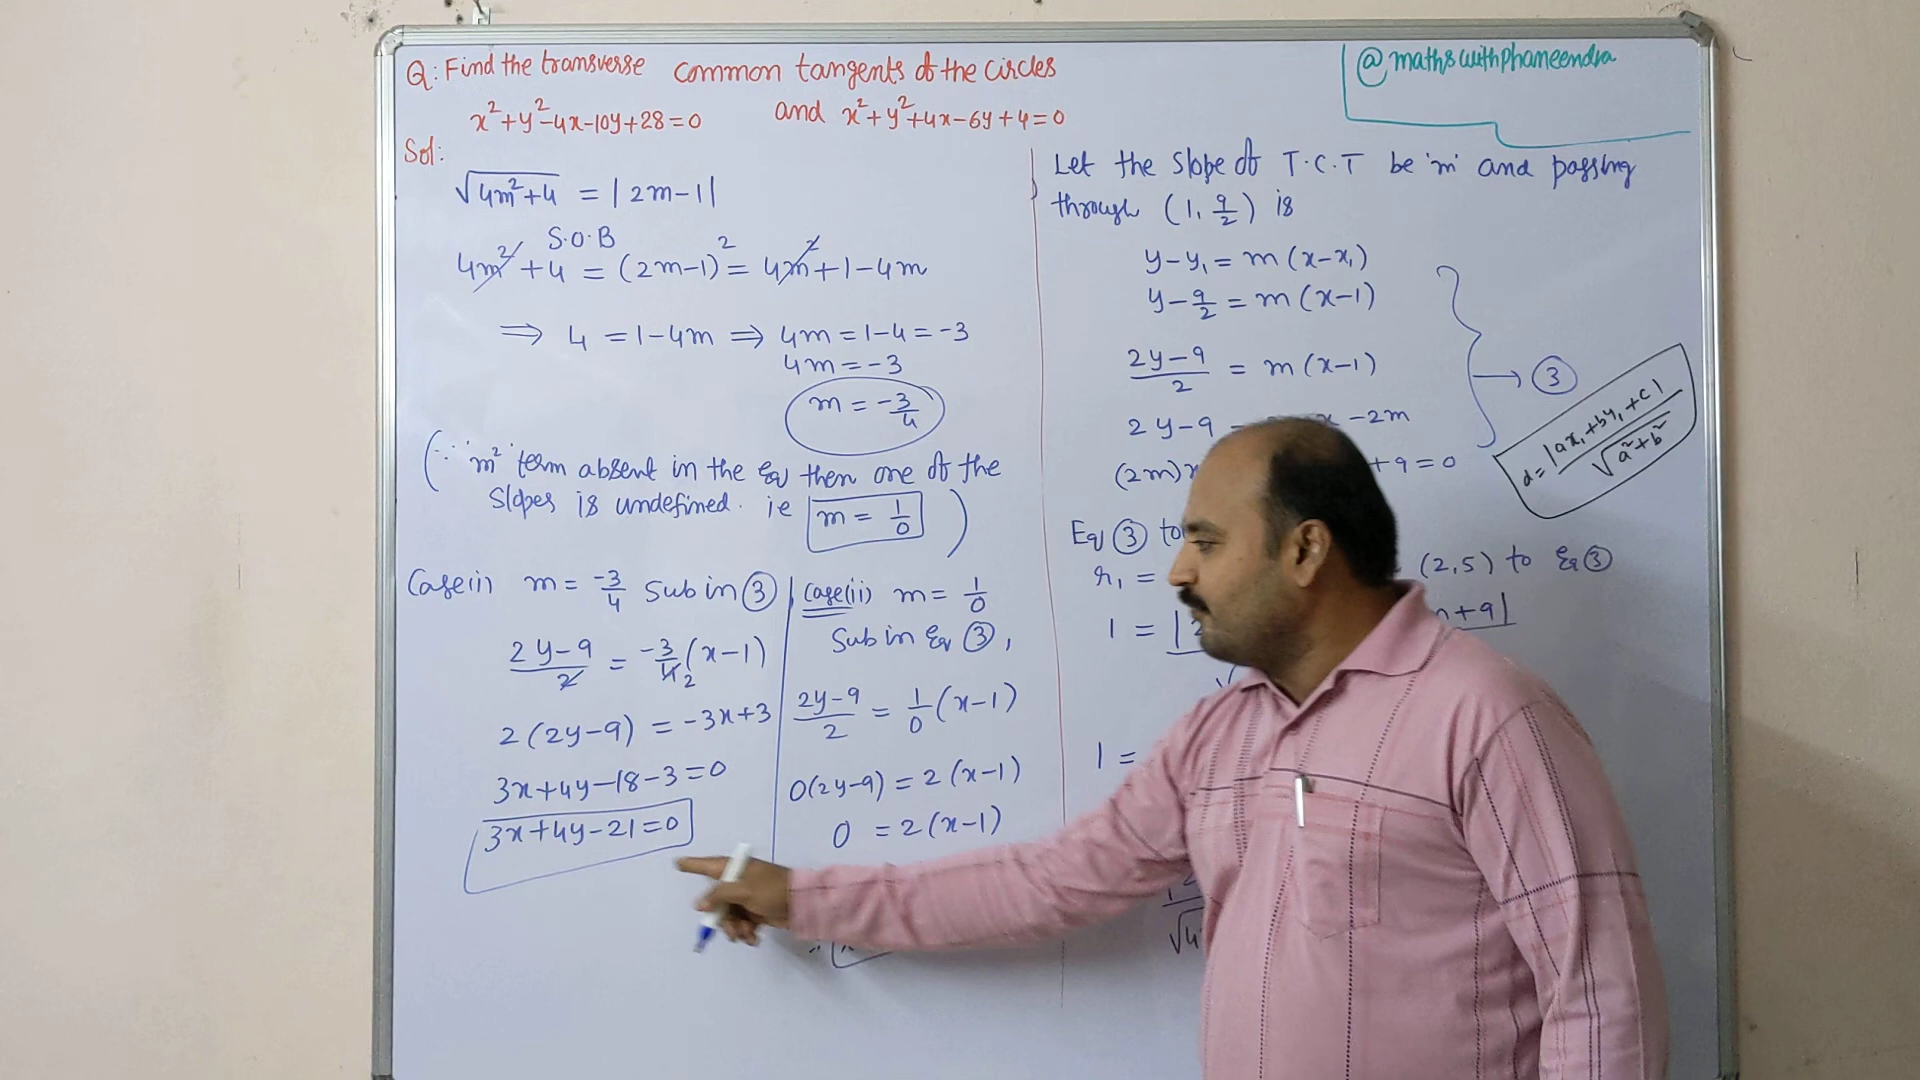 Q: Find the transverse common tangents of the circles
x²+y²-4x-10y+28=0 and x²+y²+4x-6y+4=0
@mathswithphameendra
Sol:
√4m²+4 = |2m-1|
S.O.B
4m²+4 = (2m-1)² = 4m²+1-4m
⇒ 4 = 1-4m ⇒ 4m = 1-4 = -3
4m = -3
m = -3/4
(∵ m² term absent in the Eq then one of the
slopes is undefined. ie m = 1/0 )
Case(i) m = -3/4 Sub in ③
(2y-9)/2 = -3/4 (x-1)
2
2(2y-9) = -3x+3
3x+4y-18-3=0
3x+4y-21=0
Case(ii) m = 1/0
Sub in Eq ③,
(2y-9)/2 = 1/0 (x-1)
0(2y-9) = 2(x-1)
0 = 2(x-1)
Let the slope of T.C.T be 'm' and passing
through (1, 9/2) is
y-y₁ = m(x-x₁)
y-9/2 = m(x-1)
(2y-9)/2 = m(x-1)
→ ③
2y-9 x -2m
(2m)x +9=0
d = |ax₁+by₁+c| / √a²+b²
Eq ③ to
r₁ = (2,5) to Eq ③
1 = |2 +9|
√
1 =
√4